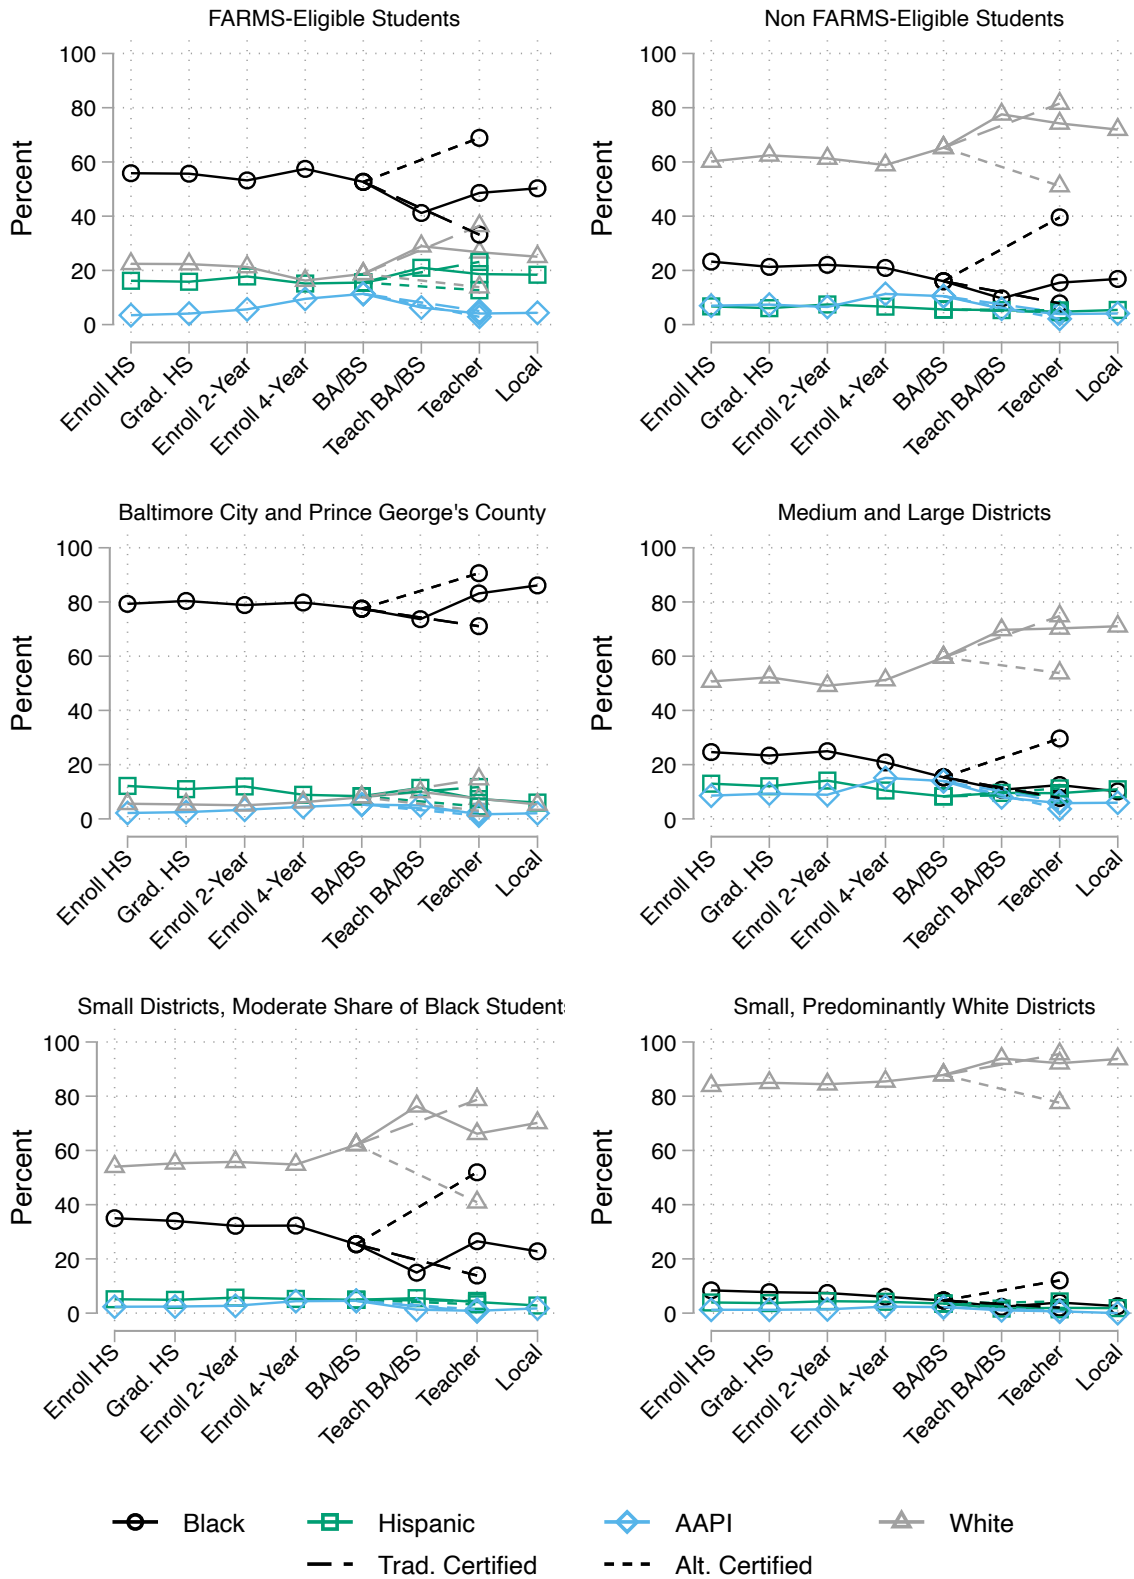 FARMS-Eligible Students
Percent
100
80
60
40
20
0
Enroll HS
Grad. HS
Enroll 2-Year
Enroll 4-Year
BA/BS
Teach BA/BS
Teacher
Local
Non FARMS-Eligible Students
Percent
100
80
60
40
20
0
Enroll HS
Grad. HS
Enroll 2-Year
Enroll 4-Year
BA/BS
Teach BA/BS
Teacher
Local
Baltimore City and Prince George's County
Percent
100
80
60
40
20
0
Enroll HS
Grad. HS
Enroll 2-Year
Enroll 4-Year
BA/BS
Teach BA/BS
Teacher
Local
Medium and Large Districts
Percent
100
80
60
40
20
0
Enroll HS
Grad. HS
Enroll 2-Year
Enroll 4-Year
BA/BS
Teach BA/BS
Teacher
Local
Small Districts, Moderate Share of Black Students
Percent
100
80
60
40
20
0
Enroll HS
Grad. HS
Enroll 2-Year
Enroll 4-Year
BA/BS
Teach BA/BS
Teacher
Local
Small, Predominantly White Districts
Percent
100
80
60
40
20
0
Enroll HS
Grad. HS
Enroll 2-Year
Enroll 4-Year
BA/BS
Teach BA/BS
Teacher
Local
Black Hispanic AAPI White
Trad. Certified Alt. Certified